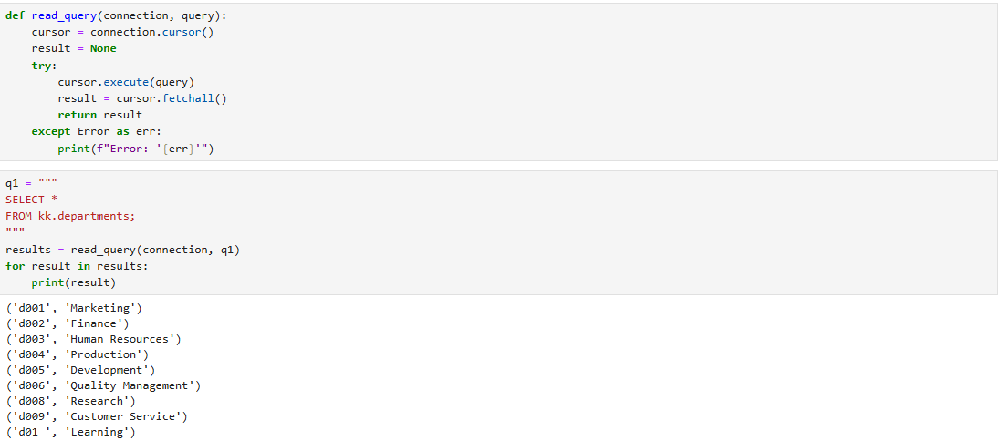 def read_query(connection, query):
    cursor = connection.cursor()
    result = None
    try:
        cursor.execute(query)
        result = cursor.fetchall()
        return result
    except Error as err:
        print(f"Error: '{err}'")
q1 = """
SELECT *
FROM kk.departments;
"""
results = read_query(connection, q1)
for result in results:
    print(result)
('d001', 'Marketing')
('d002', 'Finance')
('d003', 'Human Resources')
('d004', 'Production')
('d005', 'Development')
('d006', 'Quality Management')
('d008', 'Research')
('d009', 'Customer Service')
('d01 ', 'Learning')